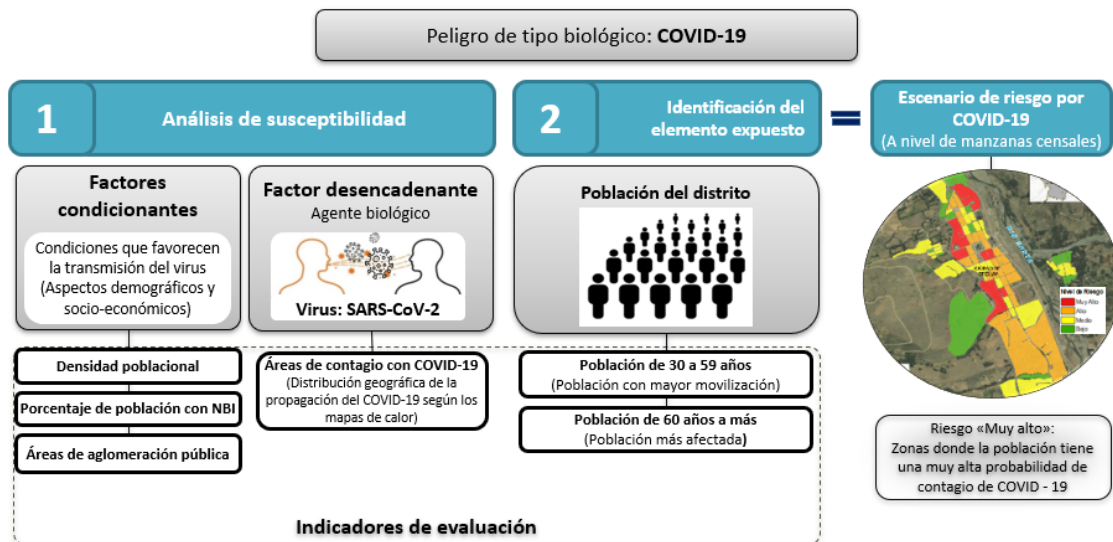 Peligro de tipo biológico: COVID-19
1
Análisis de susceptibilidad
2
Identificación del
elemento expuesto
=
Escenario de riesgo por
COVID-19
(A nivel de manzanas censales)
Factores
condicionantes
Condiciones que favorecen
la transmisión del virus
(Aspectos demográficos y
socio-económicos)
Factor desencadenante
Agente biológico
Virus: SARS-CoV-2
Población del distrito
Densidad poblacional
Porcentaje de población con NBI
Áreas de aglomeración pública
Áreas de contagio con COVID-19
(Distribución geográfica de la
propagación del COVID-19 según los
mapas de calor)
Población de 30 a 59 años
(Población con mayor movilización)
Población de 60 años a más
(Población más afectada)
Indicadores de evaluación
Nivel de Riesgo
Muy Alto
Alto
Medio
Bajo
Riesgo «Muy alto»:
Zonas donde la población tiene
una muy alta probabilidad de
contagio de COVID - 19